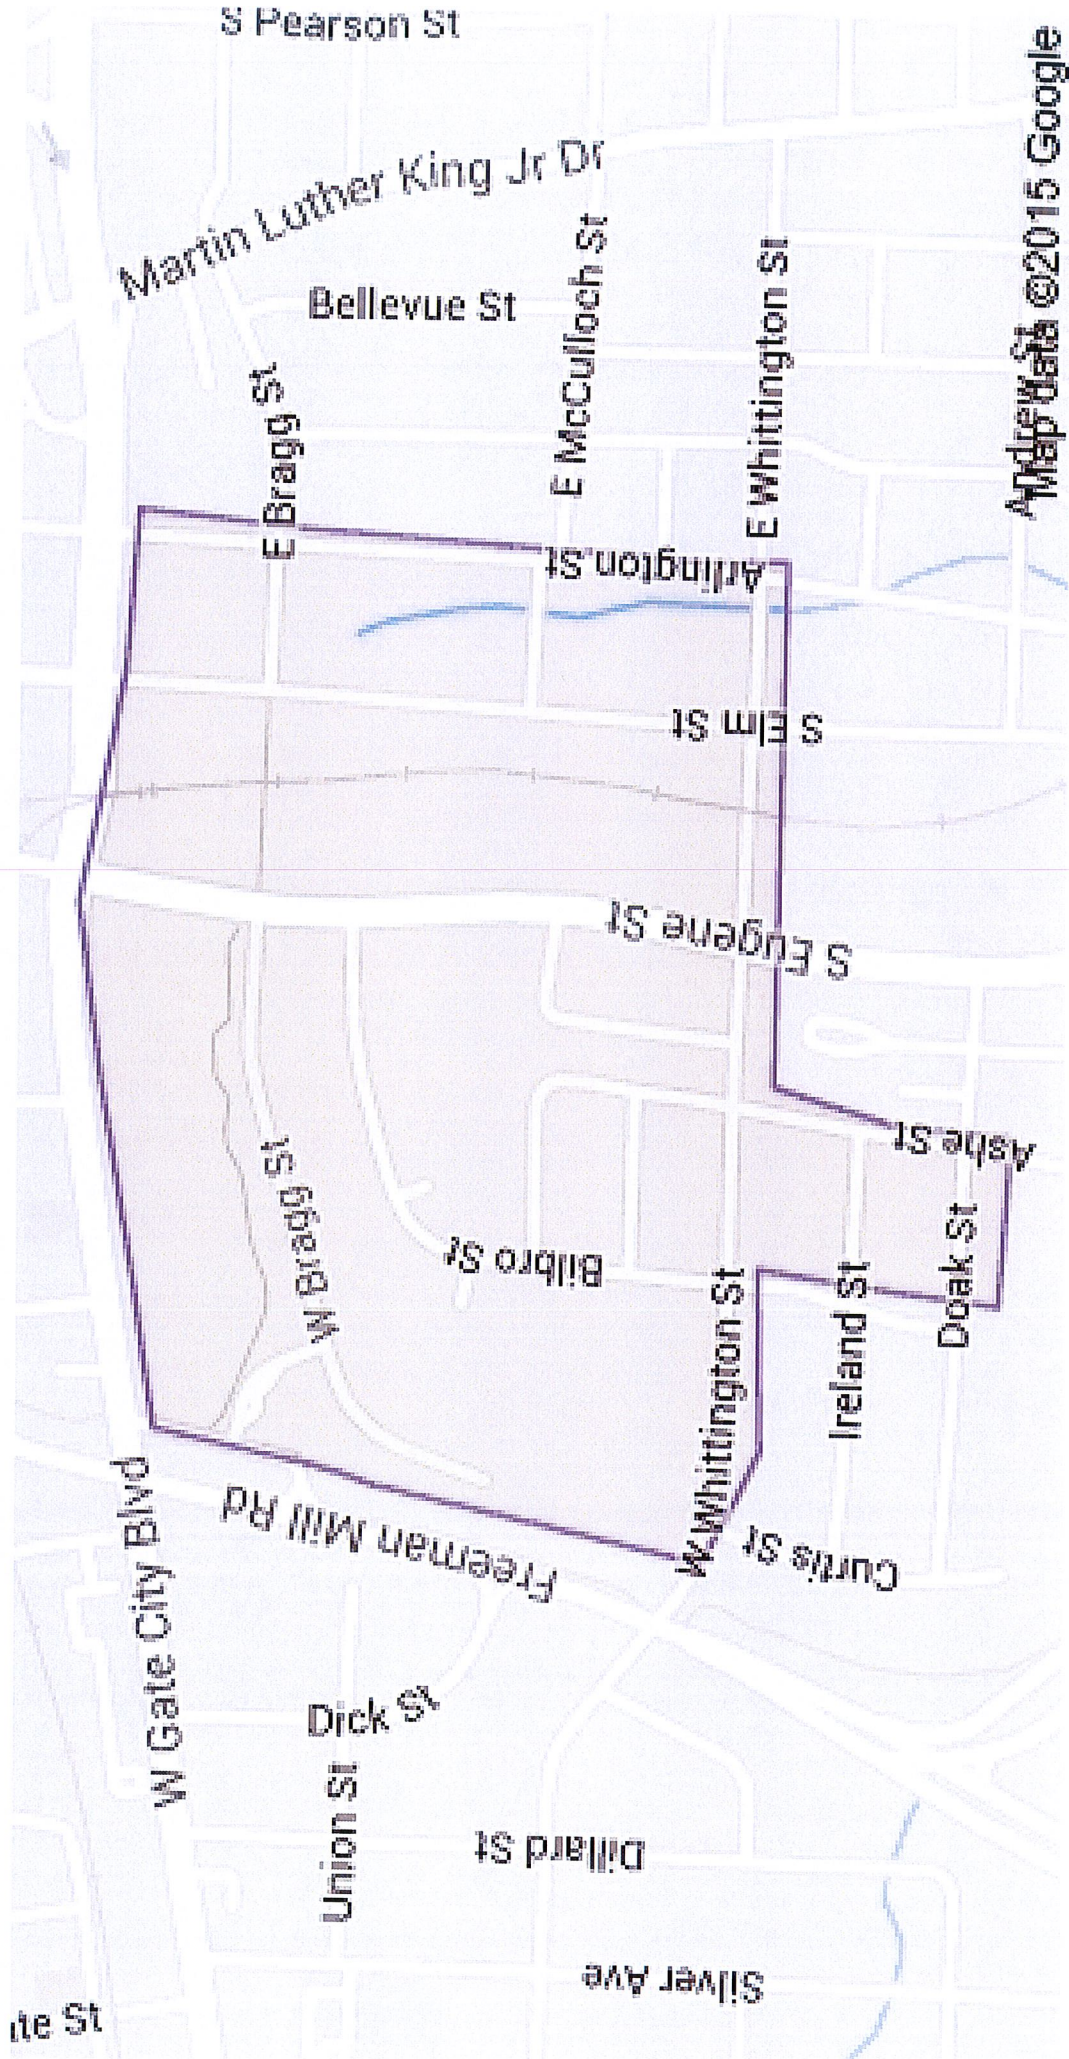 S Pearson St
Martin Luther King Jr Dr
Bellevue St
E Bragg St
E McCulloch St
E Whittington St
Map data ©2015 Google
Arlington St
S Elm St
S Eugene St
Ashe St
W Bragg St
Bilbro St
W Whittington St
Ireland St
Doak St
W Gate City Blvd
Freeman Mill Rd
Curtis St
Dick St
Union St
Dillard St
Silver Ave